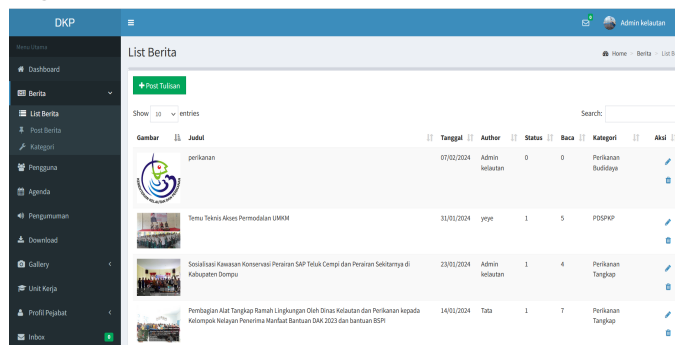 DKP
Admin kelautan
Menu Utama
List Berita
Home > Berita > List B
Dashboard
Berita
List Berita
Post Berita
Kategori
Pengguna
Agenda
Pengumuman
Download
Gallery
Unit Kerja
Profil Pejabat
Inbox
+ Post Tulisan
Show 10 entries
Search:
Gambar Judul Tanggal Author Status Baca Kategori Aksi
perikanan 07/02/2024 Admin kelautan 0 0 Perikanan Budidaya
Temu Teknis Akses Permodalan UMKM 31/01/2024 yeye 1 5 PDSPKP
Sosialisasi Kawasan Konservasi Perairan SAP Teluk Cempi dan Perairan Sekitarnya di
Kabupaten Dompu
23/01/2024 Admin kelautan 1 4 Perikanan Tangkap
Pembagian Alat Tangkap Ramah Lingkungan Oleh Dinas Kelautan dan Perikanan kepada
Kelompok Nelayan Penerima Manfaat Bantuan DAK 2023 dan bantuan BSPI
14/01/2024 Tata 1 7 Perikanan Tangkap